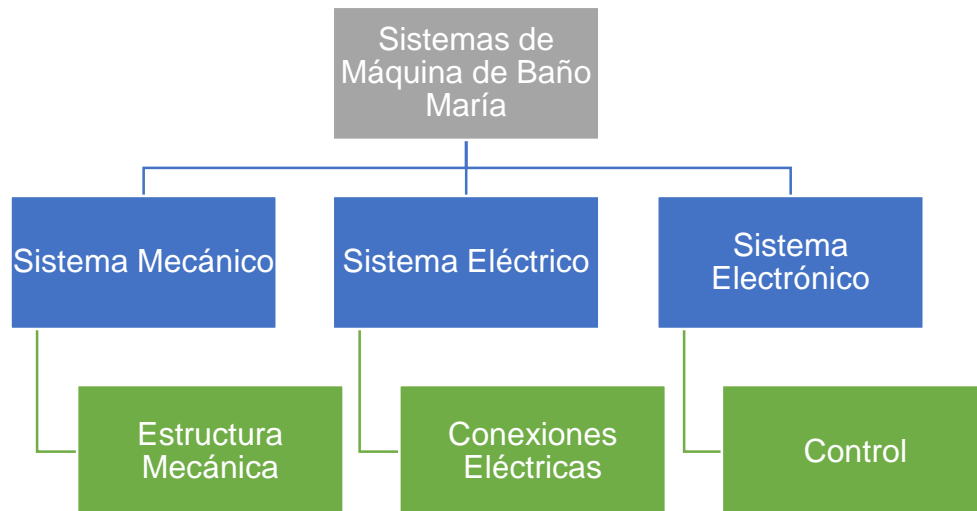 Sistemas de
Máquina de Baño
María
Sistema Mecánico
Sistema Eléctrico
Sistema
Electrónico
Estructura
Mecánica
Conexiones
Eléctricas
Control